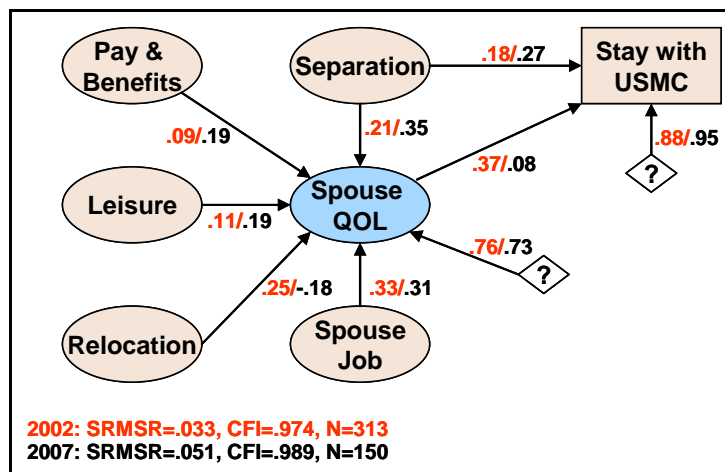 Pay &
Benefits
Separation
.18/.27
Stay with
USMC
.09/.19
.21/.35
.37/.08
.88/.95
?
Leisure
.11/.19
Spouse
QOL
.76/.73
?
.25/-.18
.33/.31
Relocation
Spouse
Job
2002: SRMSR=.033, CFI=.974, N=313
2007: SRMSR=.051, CFI=.989, N=150